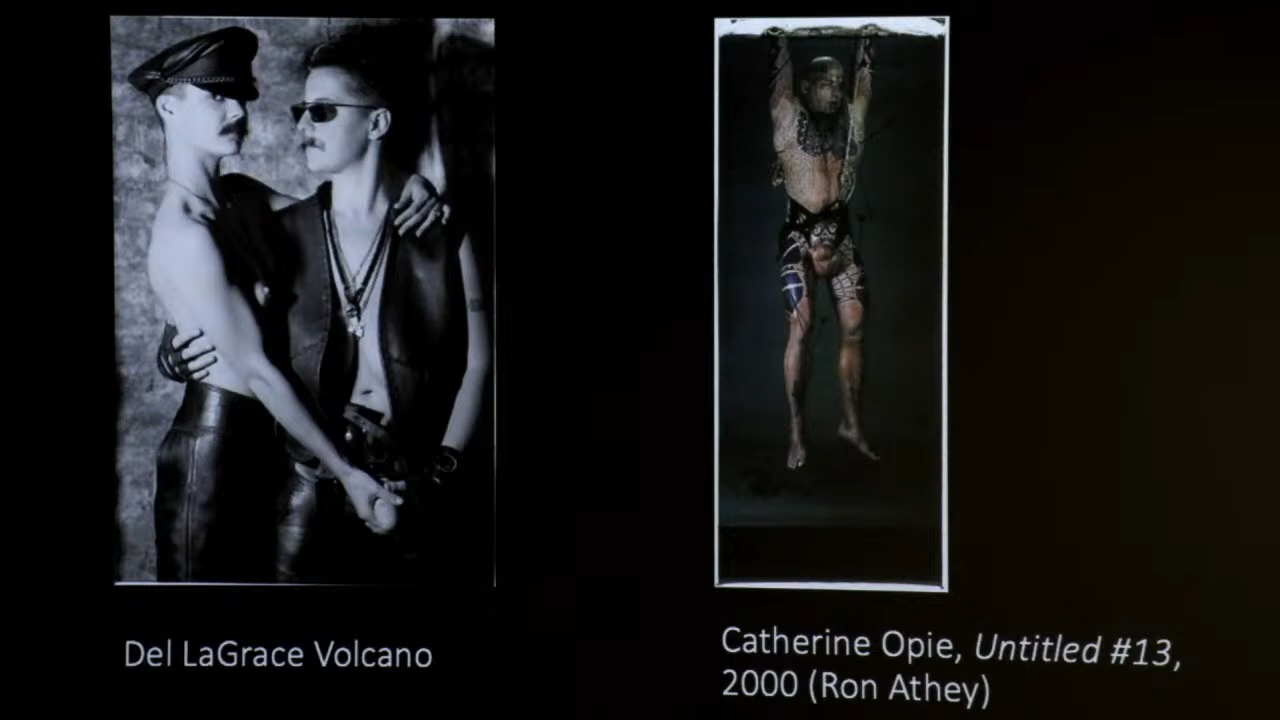 Del LaGrace Volcano
Catherine Opie, Untitled #13,
2000 (Ron Athey)